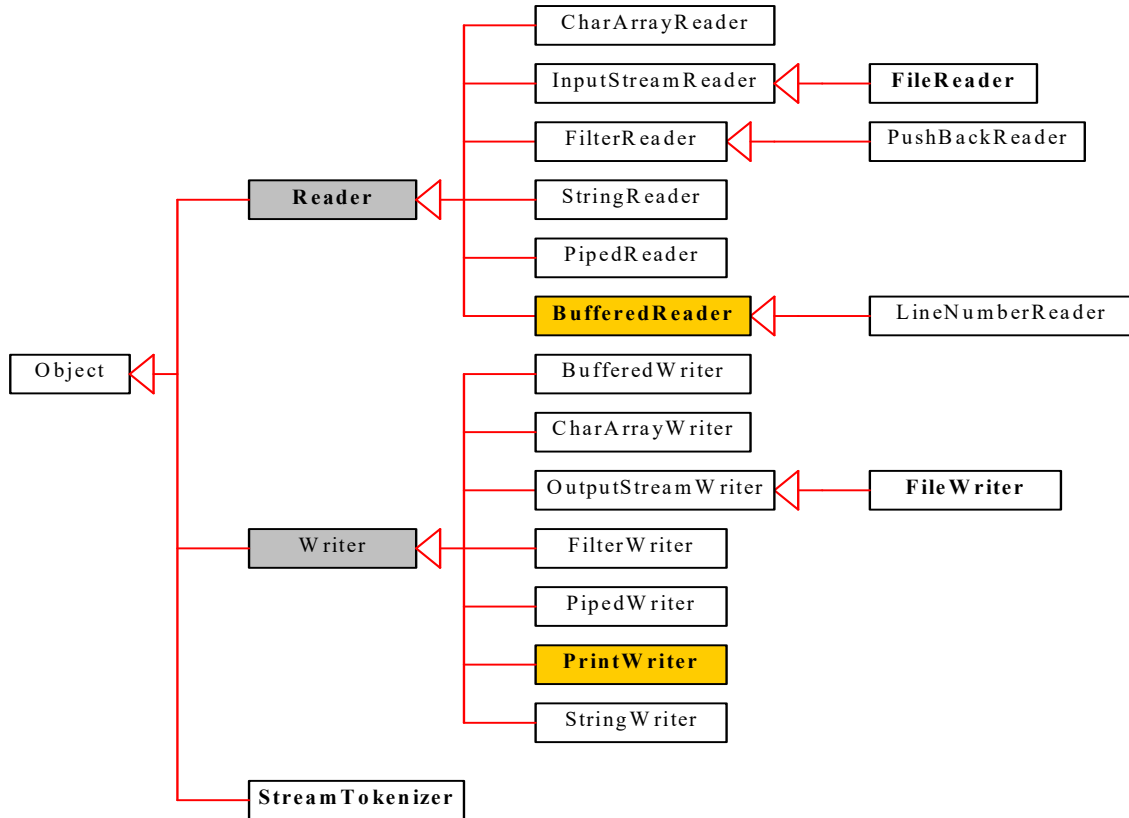 CharArrayReader
InputStreamReader
FileReader
FilterReader
PushBackReader
Reader
StringReader
PipedReader
BufferedReader
LineNumberReader
Object
BufferedWriter
CharArrayWriter
OutputStreamWriter
FileWriter
Writer
FilterWriter
PipedWriter
PrintWriter
StringWriter
StreamTokenizer